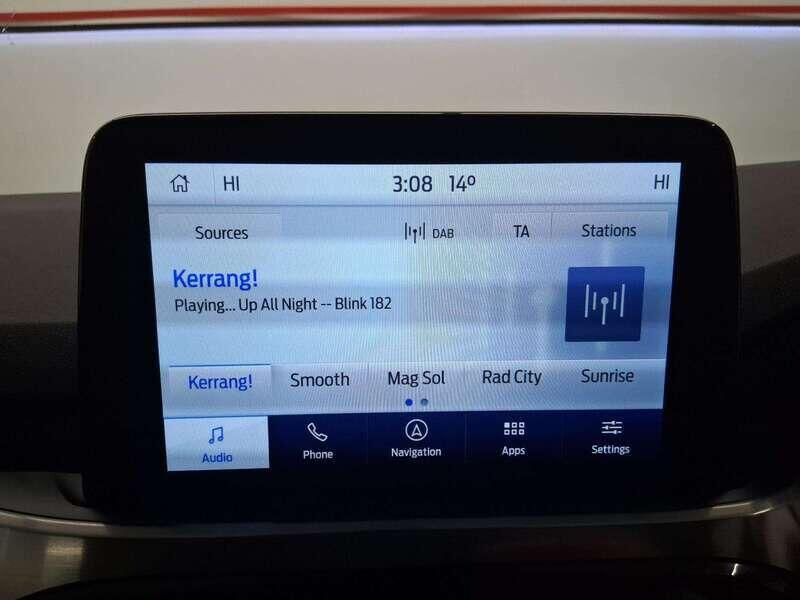 HI 3:08 14º HI
Sources DAB TA Stations
Kerrang!
Playing... Up All Night -- Blink 182
Kerrang! Smooth Mag Sol Rad City Sunrise
Audio Phone Navigation Apps Settings